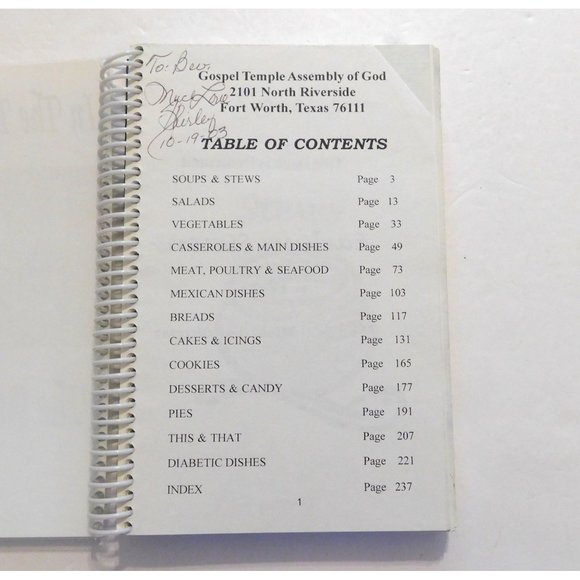 To: Bev
Much Love
Shirley
10-19-03
Gospel Temple Assembly of God
2101 North Riverside
Fort Worth, Texas 76111
TABLE OF CONTENTS
SOUPS & STEWS Page 3
SALADS Page 13
VEGETABLES Page 33
CASSEROLES & MAIN DISHES Page 49
MEAT, POULTRY & SEAFOOD Page 73
MEXICAN DISHES Page 103
BREADS Page 117
CAKES & ICINGS Page 131
COOKIES Page 165
DESSERTS & CANDY Page 177
PIES Page 191
THIS & THAT Page 207
DIABETIC DISHES Page 221
INDEX Page 237
1